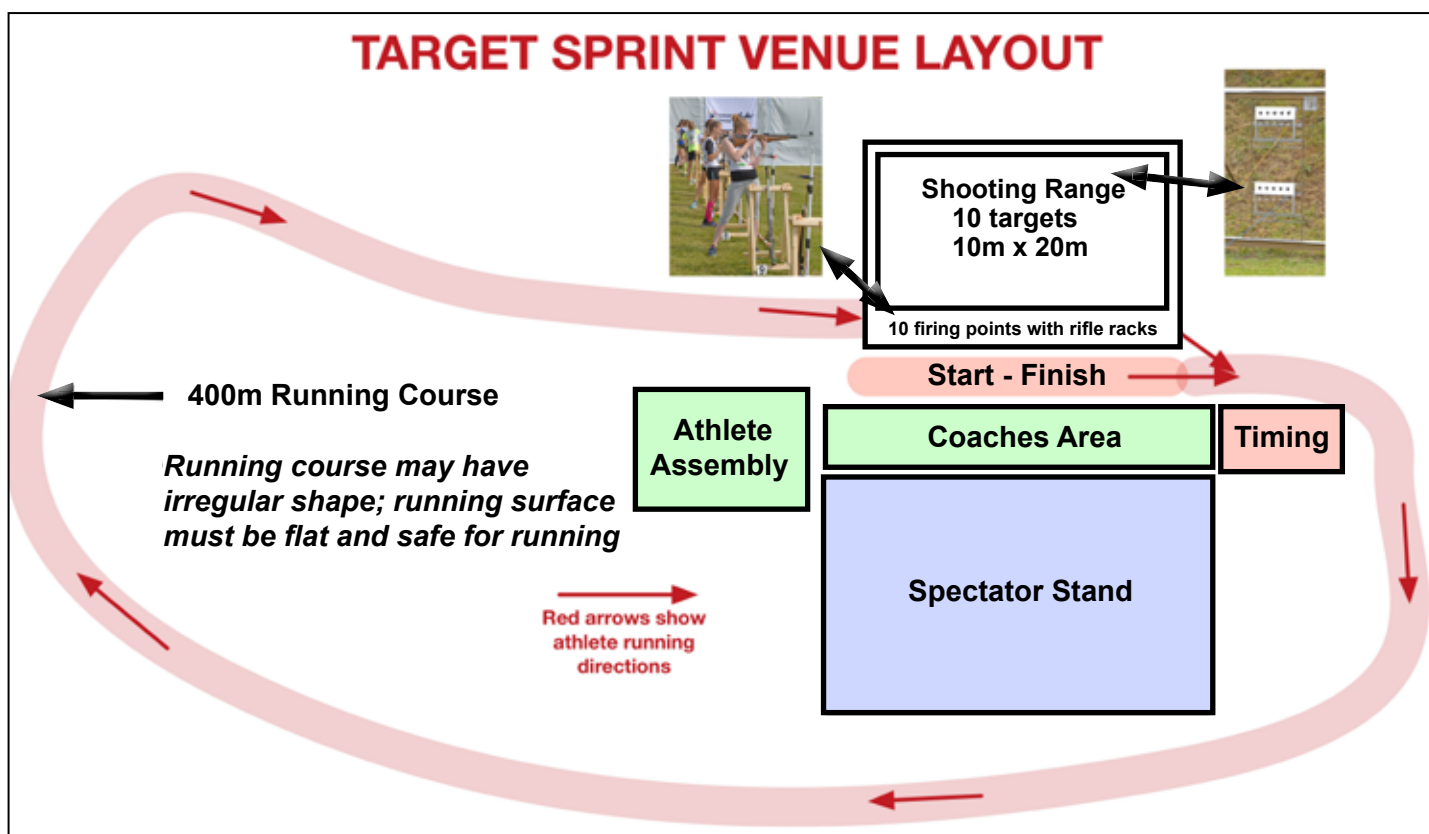 TARGET SPRINT VENUE LAYOUT
Shooting Range
10 targets
10m x 20m
10 firing points with rifle racks
Start - Finish
400m Running Course
Athlete
Assembly
Coaches Area
Timing
Running course may have
irregular shape; running surface
must be flat and safe for running
Spectator Stand
Red arrows show
athlete running
directions